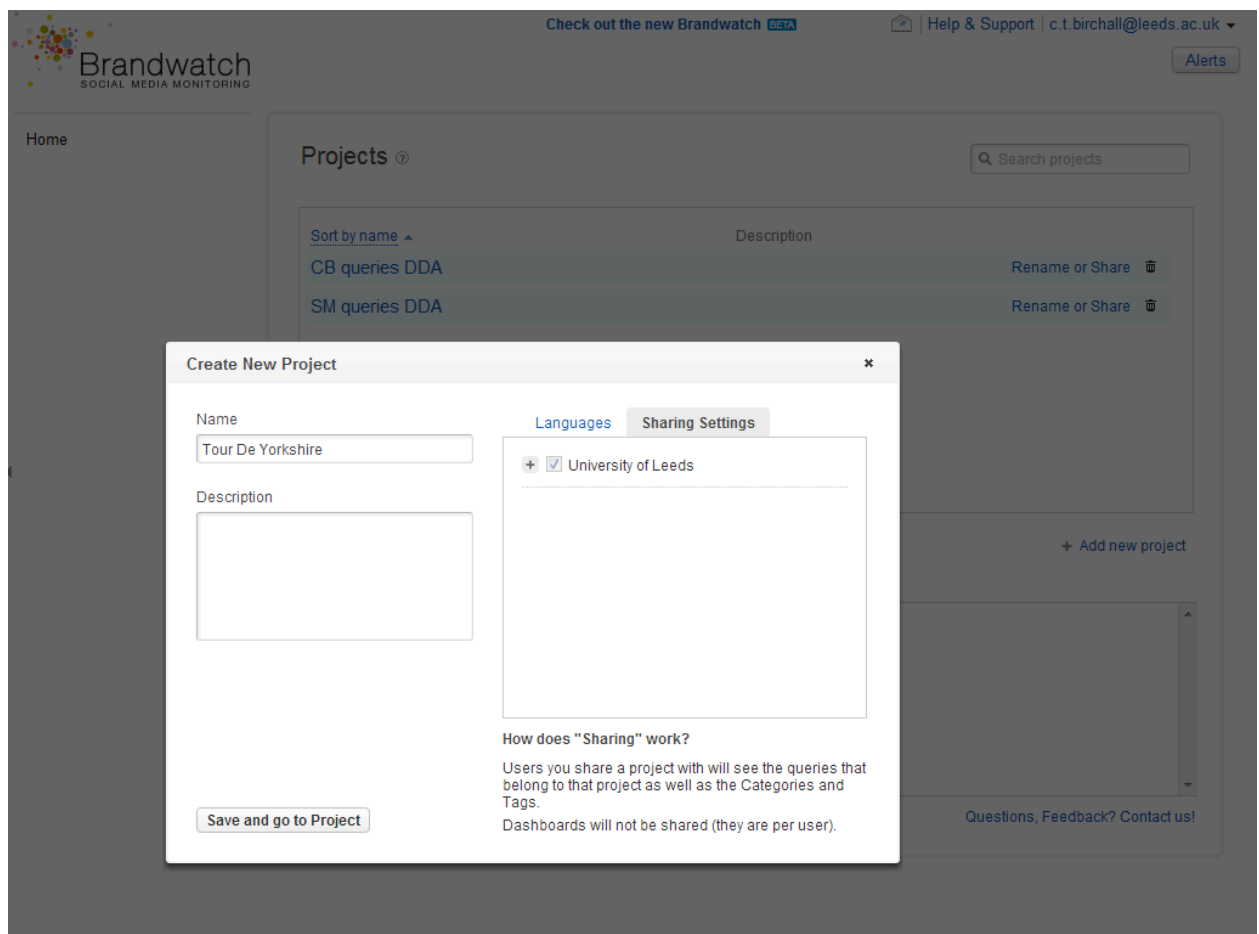 Check out the new Brandwatch BETA
Help & Support
c.t.birchall@leeds.ac.uk
Brandwatch
SOCIAL MEDIA MONITORING
Alerts
Home
Projects ?
Search projects
Sort by name
Description
CB queries DDA
Rename or Share
SM queries DDA
Rename or Share
Create New Project
Name
Tour De Yorkshire
Description
Languages
Sharing Settings
+ University of Leeds
+ Add new project
How does "Sharing" work?
Users you share a project with will see the queries that
belong to that project as well as the Categories and
Tags.
Dashboards will not be shared (they are per user).
Save and go to Project
Questions, Feedback? Contact us!